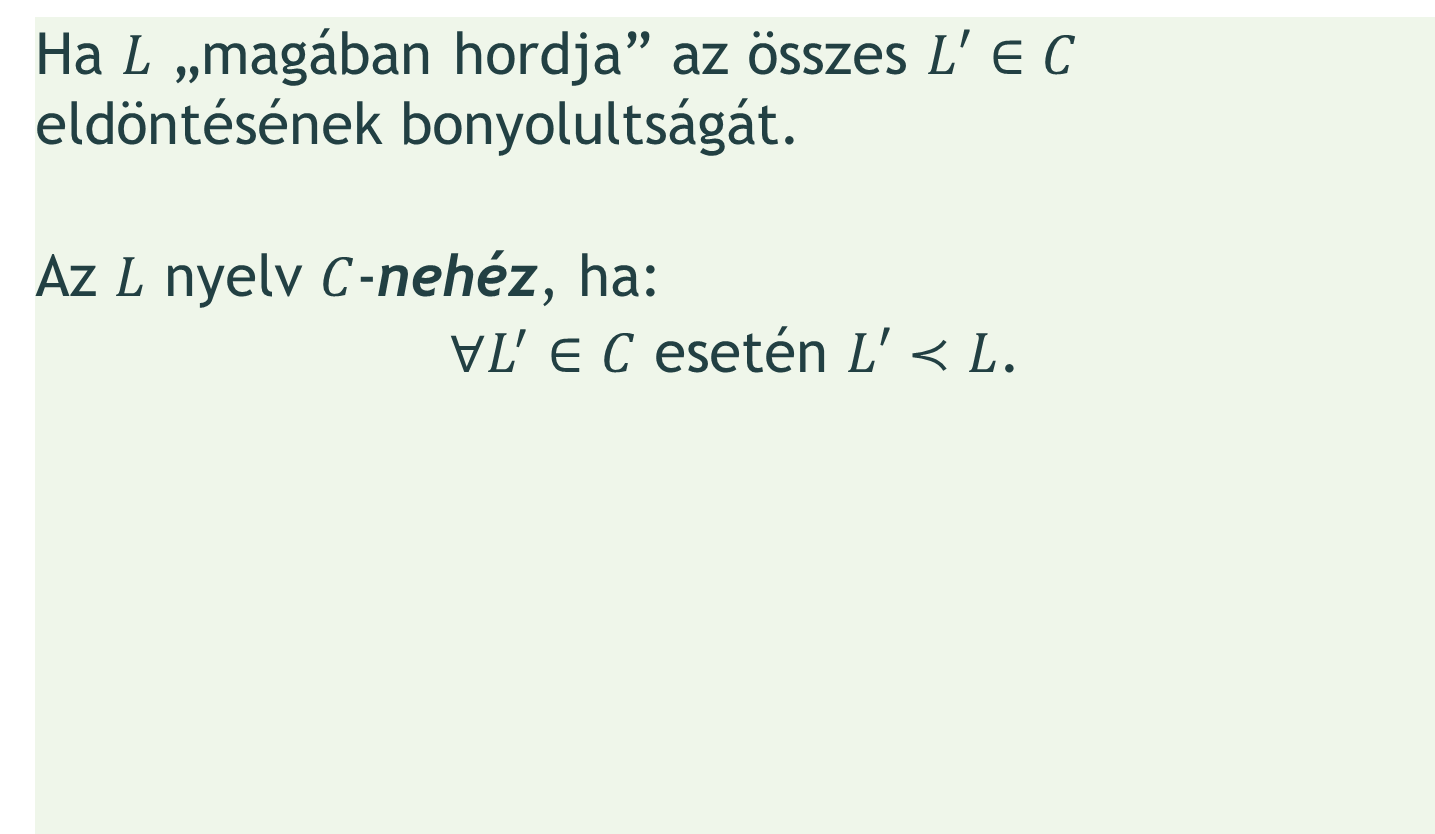 Ha 𝐿 „magában hordja” az összes 𝐿′ ∈ 𝐶
eldöntésének bonyolultságát.
Az 𝐿 nyelv 𝐶-nehéz, ha:
∀𝐿′ ∈ 𝐶 esetén 𝐿′ ≺ 𝐿.